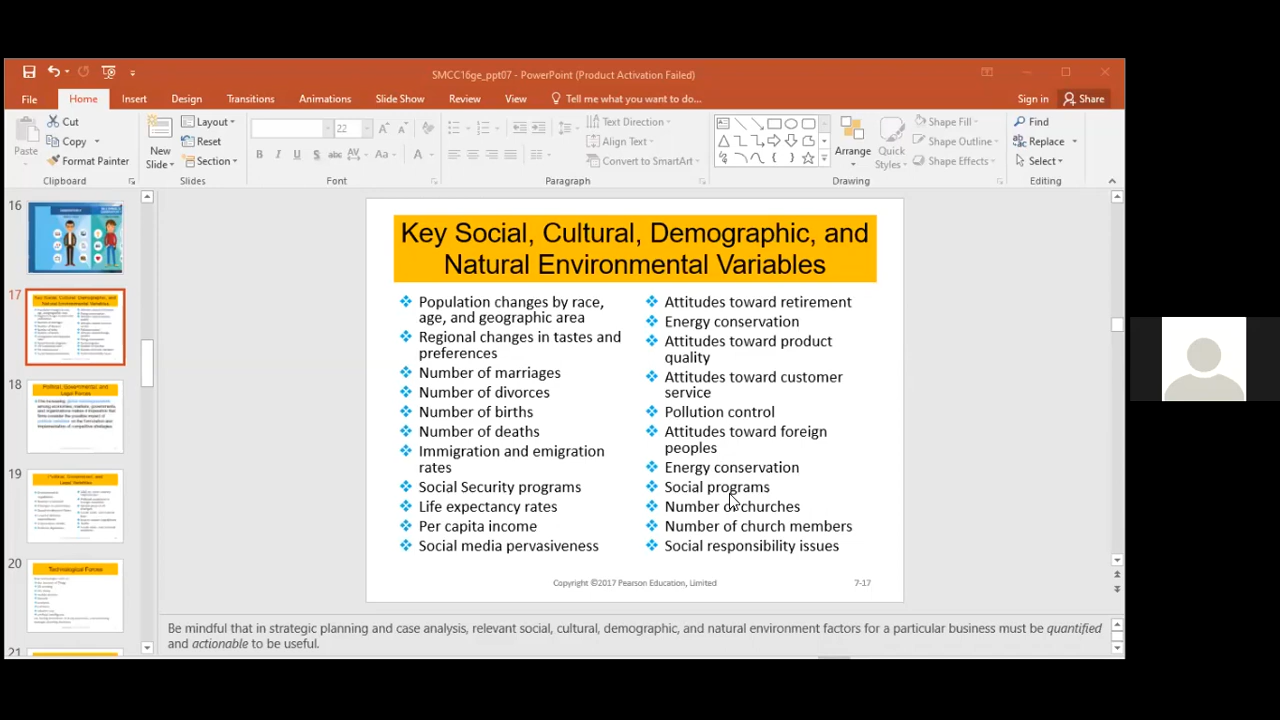 SMCC16ge_ppt07 - PowerPoint (Product Activation Failed)
File Home Insert Design Transitions Animations Slide Show Review View Tell me what you want to do... Sign in Share
Paste Cut Copy Format Painter
Clipboard
New Slide Layout Reset Section
Slides
22
B I U S abc AV Aa A
Font
Text Direction Align Text Convert to SmartArt
Paragraph
Arrange Quick Styles Shape Fill Shape Outline Shape Effects
Drawing
Find Replace Select
Editing
16
17
18
Political, Governmental, and
Legal Forces
19
20
Technological Forces
21
Key Social, Cultural, Demographic, and
Natural Environmental Variables
Population changes by race,
age, and geographic area
Regional changes in tastes and
preferences
Number of marriages
Number of divorces
Number of births
Number of deaths
Immigration and emigration
rates
Social Security programs
Life expectancy rates
Per capita income
Social media pervasiveness
Attitudes toward retirement
Energy conservation
Attitudes toward product
quality
Attitudes toward customer
service
Pollution control
Attitudes toward foreign
peoples
Energy conservation
Social programs
Number of churches
Number of church members
Social responsibility issues
Copyright ©2017 Pearson Education, Limited
7-17
Be mindful that in strategic planning and case analysis, relevant social, cultural, demographic, and natural environment factors for a particular business must be quantified
and actionable to be useful.